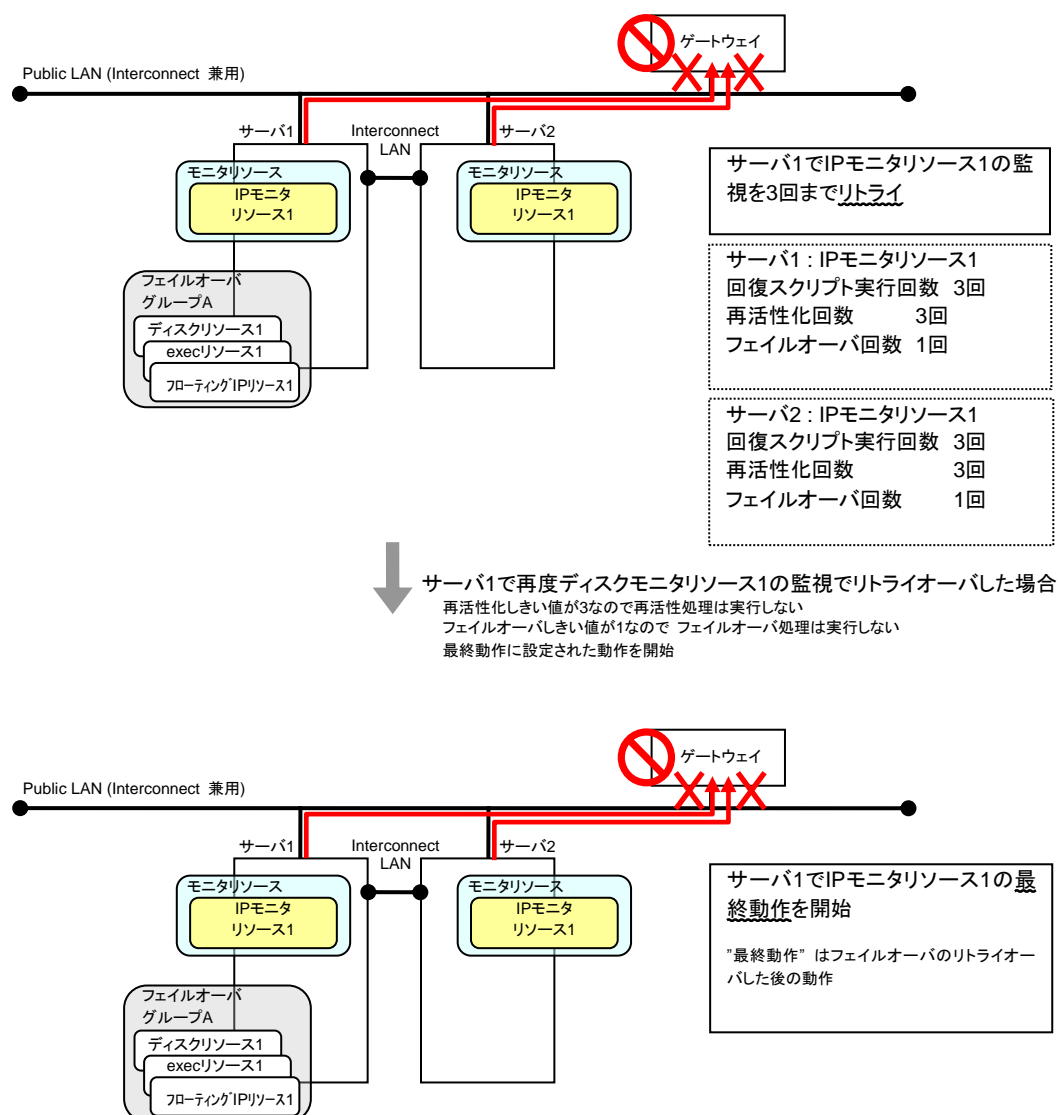 ゲートウェイ
Public LAN (Interconnect 兼用)
サーバ1
Interconnect
LAN
サーバ2
モニタリソース
IPモニタ
リソース1
モニタリソース
IPモニタ
リソース1
フェイルオーバ
グループA
ディスクリソース1
execリソース1
フローティングIPリソース1
サーバ1でIPモニタリソース1の監
視を3回までリトライ
サーバ1 : IPモニタリソース1
回復スクリプト実行回数 3回
再活性化回数 3回
フェイルオーバ回数 1回
サーバ2 : IPモニタリソース1
回復スクリプト実行回数 3回
再活性化回数 3回
フェイルオーバ回数 1回
サーバ1で再度ディスクモニタリソース1の監視でリトライオーバした場合
再活性化しきい値が3なので再活性処理は実行しない
フェイルオーバしきい値が1なので フェイルオーバ処理は実行しない
最終動作に設定された動作を開始
ゲートウェイ
Public LAN (Interconnect 兼用)
サーバ1
Interconnect
LAN
サーバ2
モニタリソース
IPモニタ
リソース1
モニタリソース
IPモニタ
リソース1
フェイルオーバ
グループA
ディスクリソース1
execリソース1
フローティングIPリソース1
サーバ1でIPモニタリソース1の最
終動作を開始
"最終動作" はフェイルオーバのリトライオー
バした後の動作